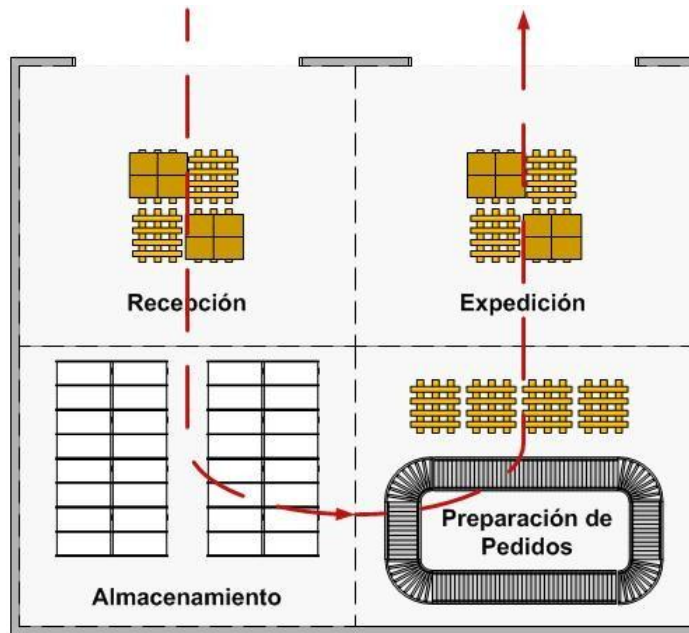 Recepción
Expedición
Preparación de
Pedidos
Almacenamiento